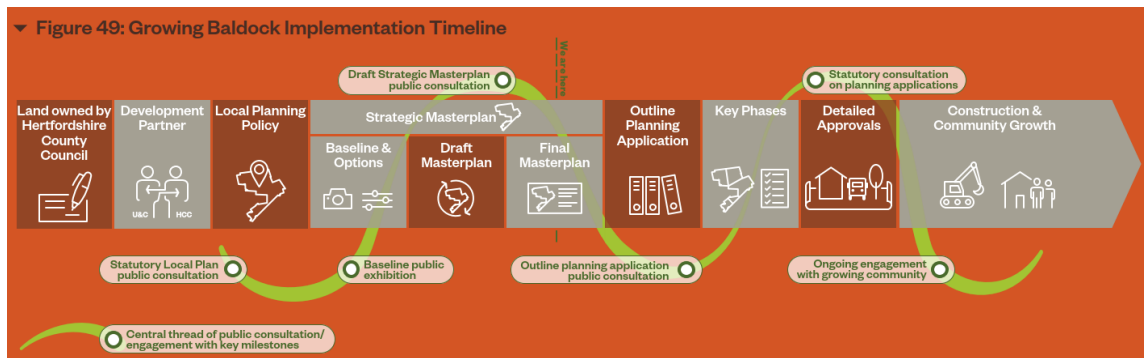 Figure 49: Growing Baldock Implementation Timeline
We are here
Draft Strategic Masterplan
public consultation
Statutory consultation
on planning applications
Land owned by
Hertfordshire
County
Council
Development
Partner
U&C
HCC
Local Planning
Policy
Strategic Masterplan
Baseline &
Options
Draft
Masterplan
Final
Masterplan
Outline
Planning
Application
Key Phases
Detailed
Approvals
Construction &
Community Growth
Statutory Local Plan
public consultation
Baseline public
exhibition
Outline planning application
public consultation
Ongoing engagement
with growing community
Central thread of public consultation/
engagement with key milestones